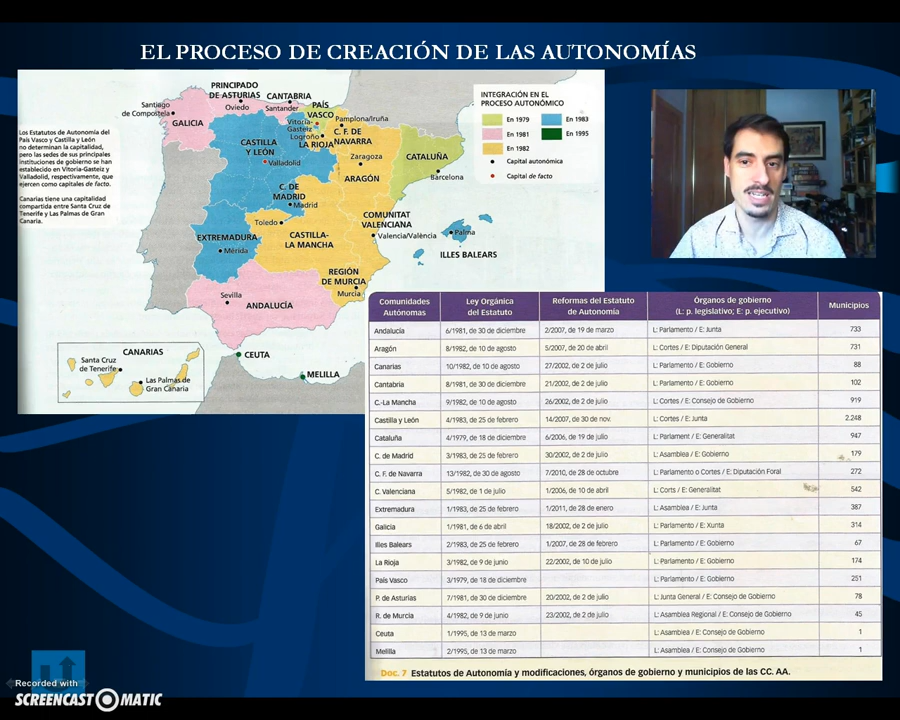 EL PROCESO DE CREACIÓN DE LAS AUTONOMÍAS
Los Estatutos de Autonomía del
País Vasco y Castilla y León
no determinan la capitalidad,
pero las sedes de sus principales
instituciones de gobierno se han
establecido en Vitoria-Gasteiz y
Valladolid, respectivamente, que
ejercen como capitales de facto.
Canarias tiene una capitalidad
compartida entre Santa Cruz de
Tenerife y Las Palmas de Gran
Canaria.
PRINCIPADO
DE ASTURIAS
Oviedo
CANTABRIA
Santander
PAÍS
VASCO
Vitoria-
Gasteiz
Santiago
de Compostela
GALICIA
Pamplona/Iruña
C. F. DE
NAVARRA
Logroño
LA RIOJA
CASTILLA
Y LEÓN
Valladolid
Zaragoza
ARAGÓN
CATALUÑA
Barcelona
C. DE
MADRID
Madrid
Toledo
CASTILLA-
LA MANCHA
COMUNITAT
VALENCIANA
Valencia/València
Palma
ILLES BALEARS
EXTREMADURA
Mérida
REGIÓN
DE MURCIA
Murcia
Sevilla
ANDALUCÍA
CEUTA
MELILLA
CANARIAS
Santa Cruz
de Tenerife
Las Palmas de
Gran Canaria
INTEGRACIÓN EN EL
PROCESO AUTONÓMICO
En 1979
En 1983
En 1981
En 1995
En 1982
Capital autonómica
Capital de facto
Comunidades Autónomas Ley Orgánica del Estatuto Reformas del Estatuto de Autonomía Órganos de gobierno (L: p. legislativo; E: p. ejecutivo) Municipios
Andalucía 6/1981, de 30 de diciembre 2/2007, de 19 de marzo L: Parlamento / E: Junta 733
Aragón 8/1982, de 10 de agosto 5/2007, de 20 de abril L: Cortes / E: Diputación General 731
Canarias 10/1982, de 10 de agosto 27/2002, de 2 de julio L: Parlamento / E: Gobierno 88
Cantabria 8/1981, de 30 de diciembre 21/2002, de 2 de julio L: Parlamento / E: Gobierno 102
C.-La Mancha 9/1982, de 10 de agosto 26/2002, de 2 de julio L: Cortes / E: Consejo de Gobierno 919
Castilla y León 4/1983, de 25 de febrero 14/2007, de 30 de nov. L: Cortes / E: Junta 2.248
Cataluña 4/1979, de 18 de diciembre 6/2006, de 19 de julio L: Parlament / E: Generalitat 947
C. de Madrid 3/1983, de 25 de febrero 30/2002, de 2 de julio L: Asamblea / E: Gobierno 179
C. F. de Navarra 13/1982, de 30 de agosto 7/2010, de 28 de octubre L: Parlamento o Cortes / E: Diputación Foral 272
C. Valenciana 5/1982, de 1 de julio 1/2006, de 10 de abril L: Corts / E: Generalitat 542
Extremadura 1/1983, de 25 de febrero 1/2011, de 28 de enero L: Asamblea / E: Junta 387
Galicia 1/1981, de 6 de abril 18/2002, de 2 de julio L: Parlamento / E: Xunta 314
Illes Balears 2/1983, de 25 de febrero 1/2007, de 28 de febrero L: Parlamento / E: Gobierno 67
La Rioja 3/1982, de 9 de junio 22/2002, de 10 de julio L: Parlamento / E: Gobierno 174
País Vasco 3/1979, de 18 de diciembre L: Parlamento / E: Gobierno 251
P. de Asturias 7/1981, de 30 de diciembre 20/2002, de 2 de julio L: Junta General / E: Consejo de Gobierno 78
R. de Murcia 4/1982, de 9 de junio 23/2002, de 2 de julio L: Asamblea Regional / E: Consejo de Gobierno 45
Ceuta 1/1995, de 13 de marzo L: Asamblea / E: Consejo de Gobierno 1
Melilla 2/1995, de 13 de marzo L: Asamblea / E: Consejo de Gobierno 1
Doc. 7 Estatutos de Autonomía y modificaciones, órganos de gobierno y municipios de las CC. AA.
Recorded with
SCREENCAST-O-MATIC